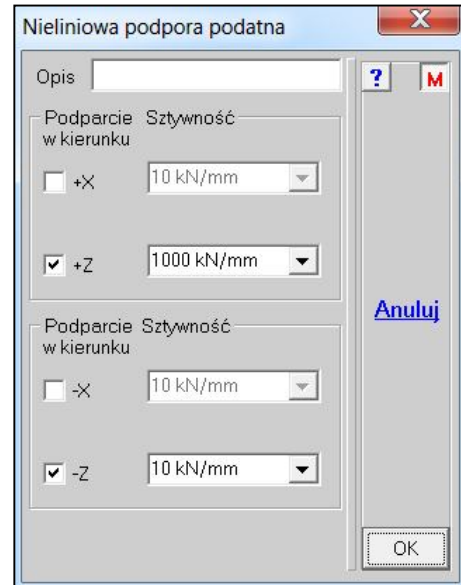 Nieliniowa podpora podatna
X
Opis
? M
Podparcie Sztywność
w kierunku
+X 10 kN/mm
+Z 1000 kN/mm
Podparcie Sztywność
w kierunku
-X 10 kN/mm
-Z 10 kN/mm
Anuluj
OK